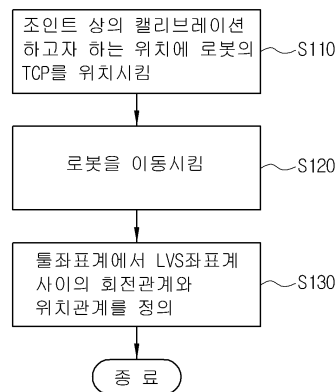 조인트 상의 캘리브레이션
하고자 하는 위치에 로봇의
TCP를 위치시킴
S110
로봇을 이동시킴
S120
툴좌표계에서 LVS좌표계
사이의 회전관계와
위치관계를 정의
S130
종 료